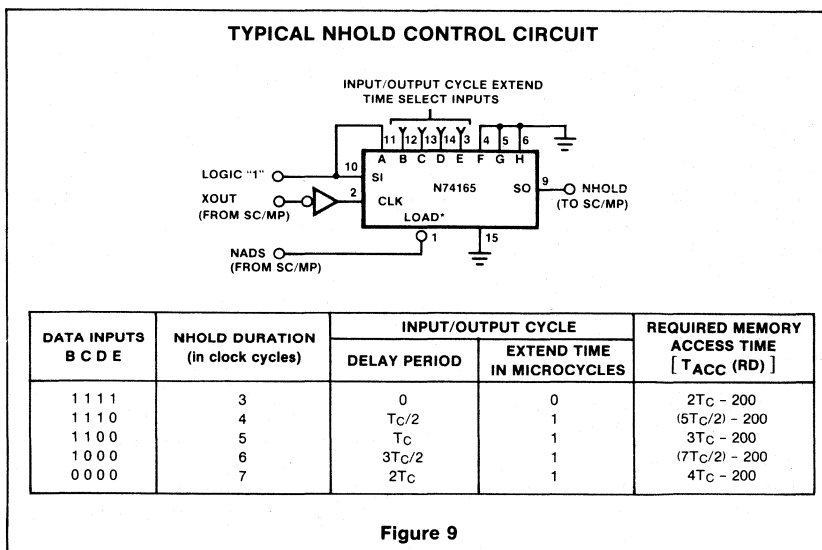 TYPICAL NHOLD CONTROL CIRCUIT
INPUT/OUTPUT CYCLE EXTEND
TIME SELECT INPUTS
11 12 13 14 3 4 5 6
A B C D E F G H
LOGIC "1"
10
SI
N74165
SO
9
NHOLD
(TO SC/MP)
XOUT
(FROM SC/MP)
2
CLK
LOAD*
1
15
NADS
(FROM SC/MP)
DATA INPUTS
B C D E
NHOLD DURATION
(in clock cycles)
INPUT/OUTPUT CYCLE
DELAY PERIOD
EXTEND TIME
IN MICROCYCLES
REQUIRED MEMORY
ACCESS TIME
[ TACC (RD) ]
1 1 1 1 3 0 0 2TC - 200
1 1 1 0 4 TC/2 1 (5TC/2) - 200
1 1 0 0 5 TC 1 3TC - 200
1 0 0 0 6 3TC/2 1 (7TC/2) - 200
0 0 0 0 7 2TC 1 4TC - 200
Figure 9